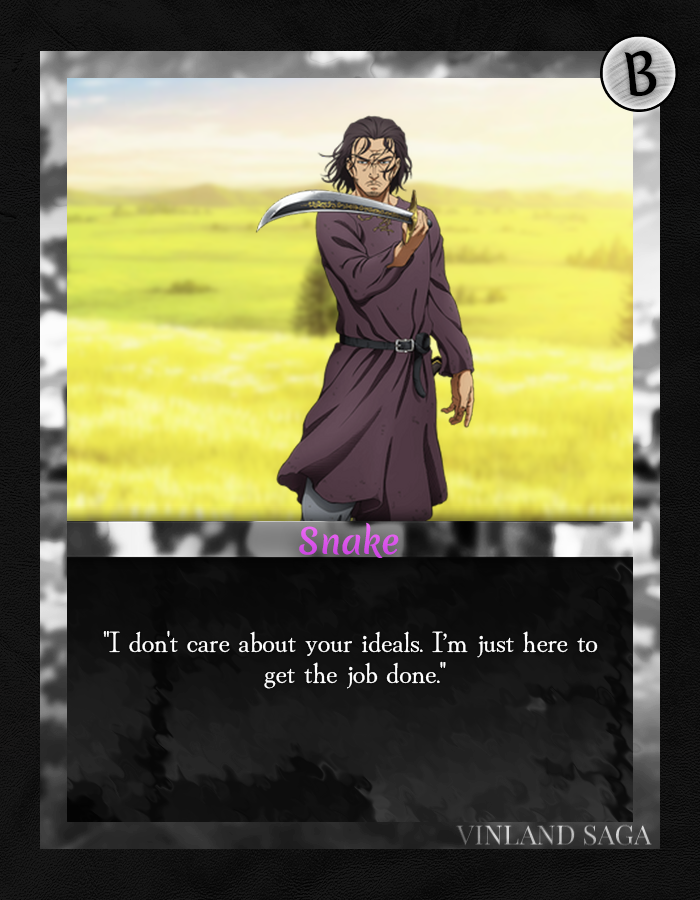 B
Snake
"I don't care about your ideals. I'm just here to
get the job done."
VINLAND SAGA